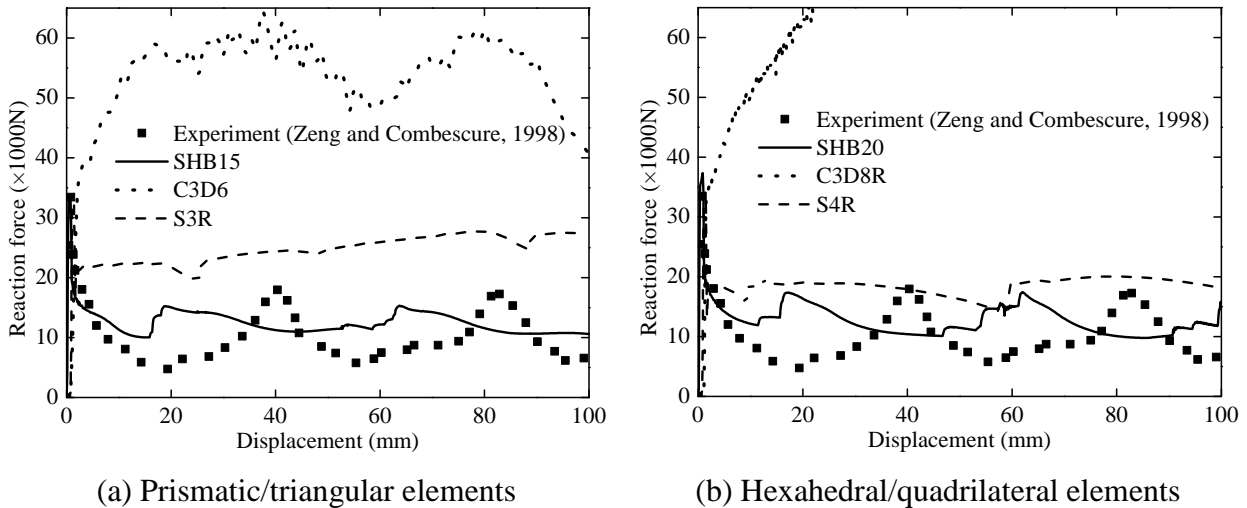 60
50
40
30
20
10
0
Reaction force (×1000N)
Experiment (Zeng and Combescure, 1998)
SHB15
C3D6
S3R
0 20 40 60 80 100
Displacement (mm)
(a) Prismatic/triangular elements
60
50
40
30
20
10
0
Reaction force (×1000N)
Experiment (Zeng and Combescure, 1998)
SHB20
C3D8R
S4R
0 20 40 60 80 100
Displacement (mm)
(b) Hexahedral/quadrilateral elements